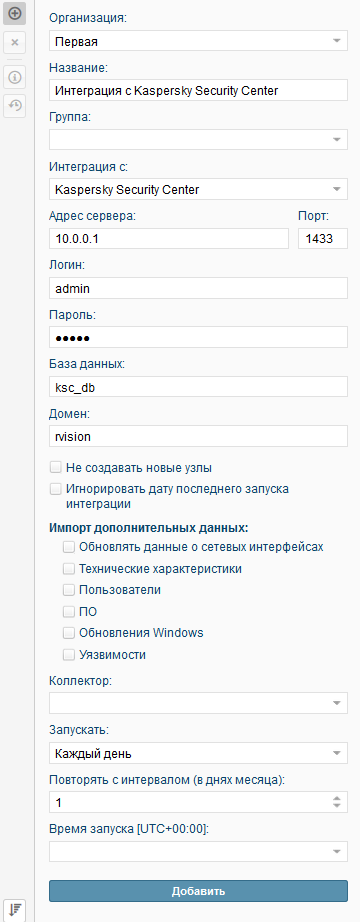 Организация:
Первая
Название:
Интеграция с Kaspersky Security Center
Группа:
Интеграция с:
Kaspersky Security Center
Адрес сервера: Порт:
10.0.0.1 1433
Логин:
admin
Пароль:
●●●●●
База данных:
ksc_db
Домен:
rvision
Не создавать новые узлы
Игнорировать дату последнего запуска
интеграции
Импорт дополнительных данных:
Обновлять данные о сетевых интерфейсах
Технические характеристики
Пользователи
ПО
Обновления Windows
Уязвимости
Коллектор:
Запускать:
Каждый день
Повторять с интервалом (в днях месяца):
1
Время запуска [UTC+00:00]:
Добавить